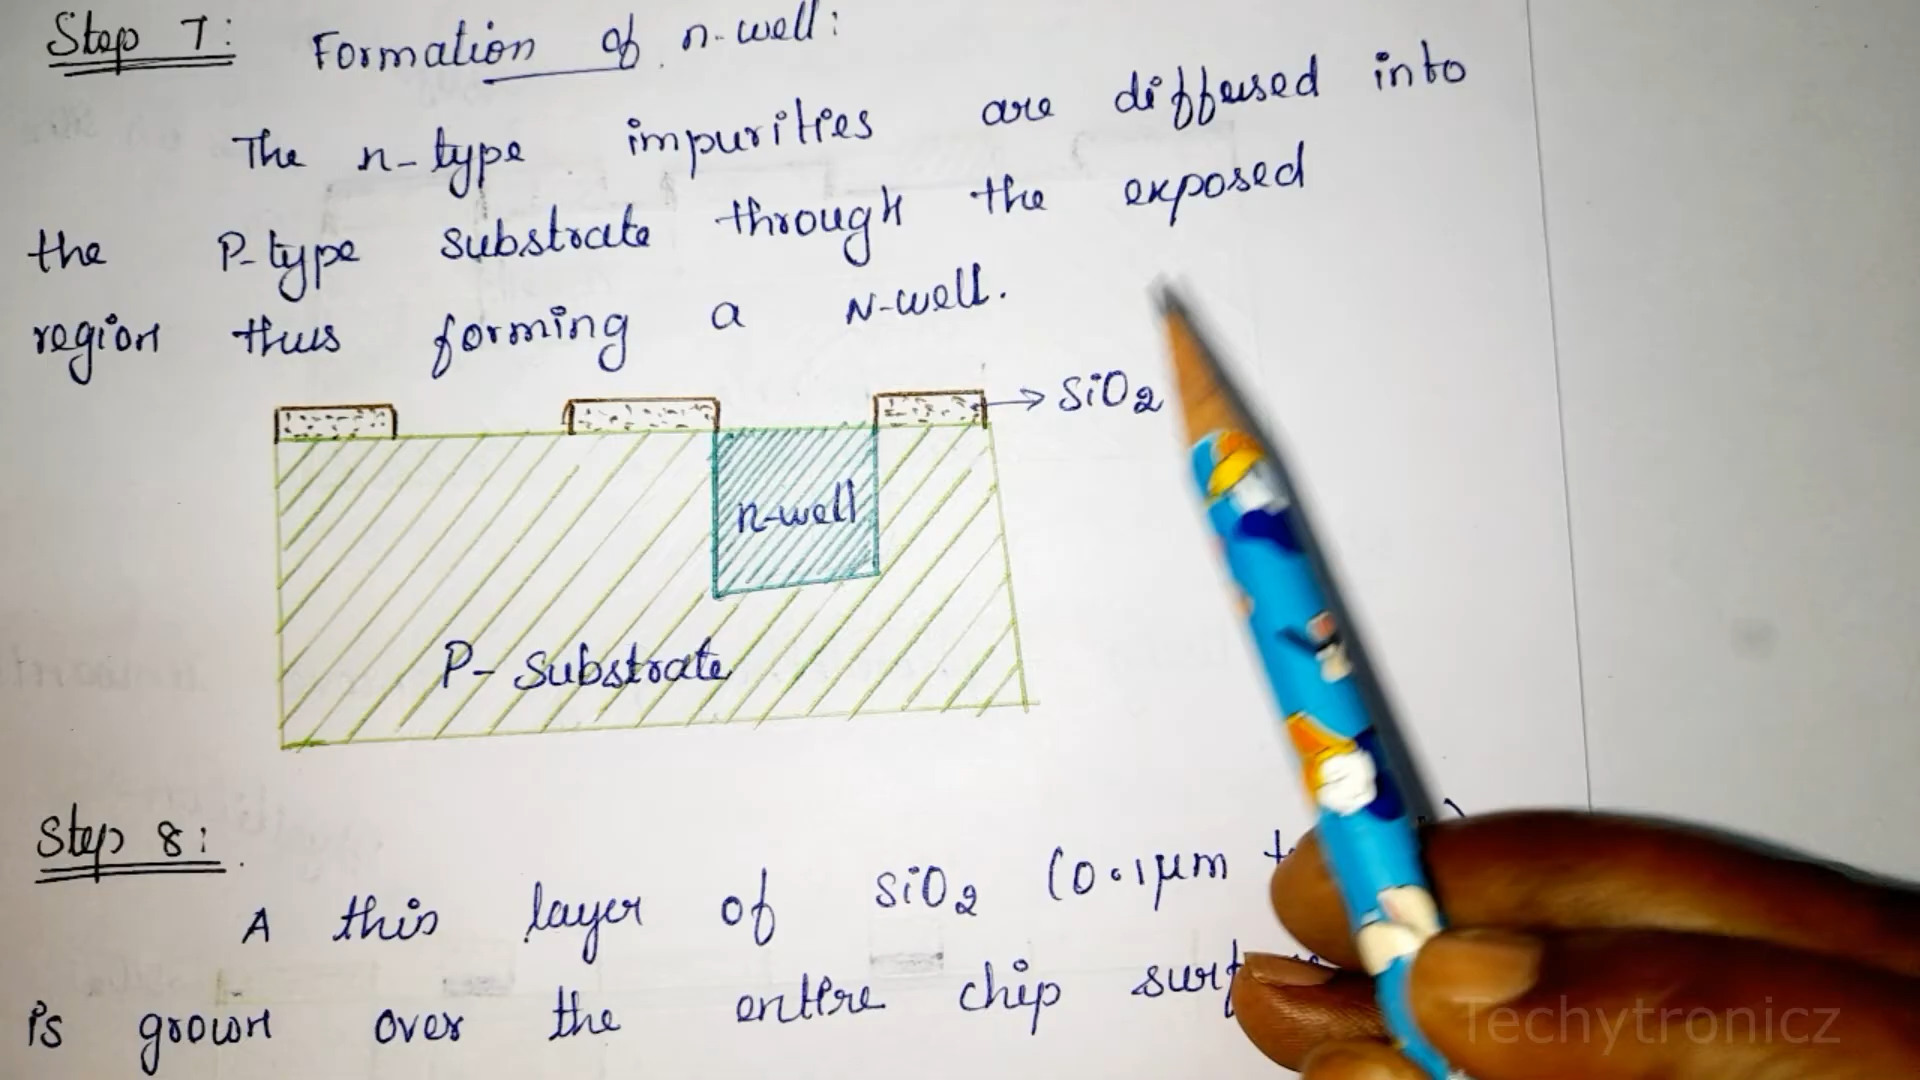 Step 7: Formation of n-well:
The n-type impurities are diffused into
the P-type substrate through the exposed
region thus forming a N-well.
SiO2
n-well
P- Substrate
Step 8:
A this layer of SiO2 (0.1μm
is grown over the entire chip
Techytronicz